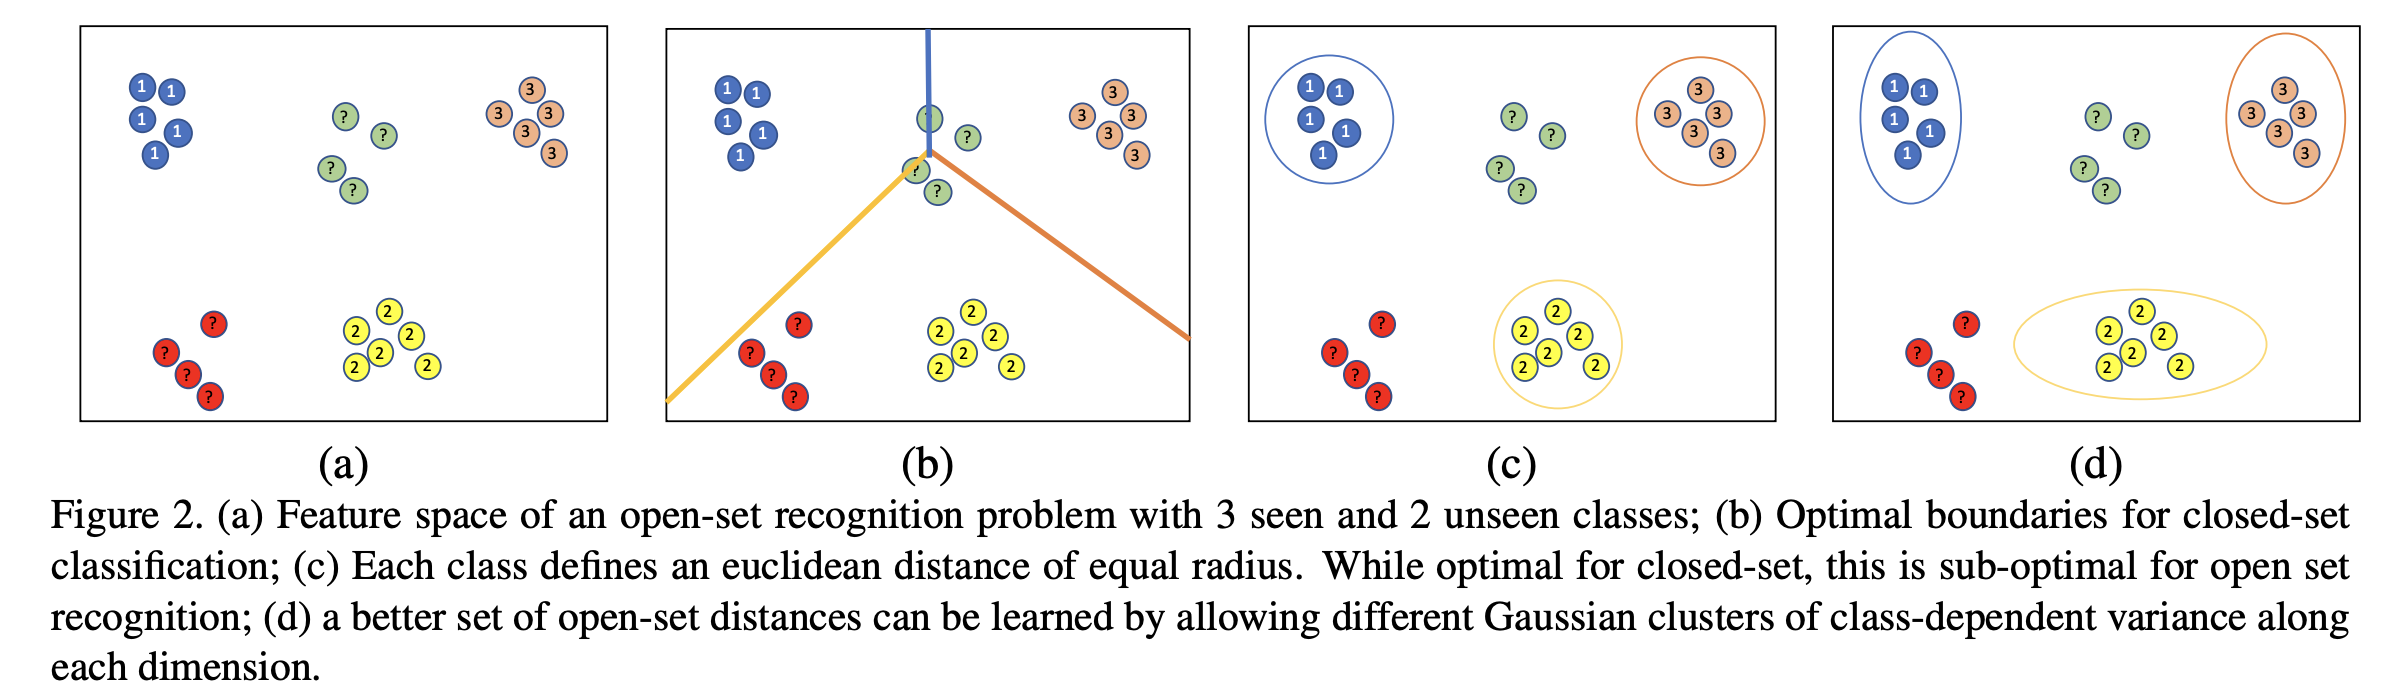 1 1 ? 3 3 3
1 1 ? 3
1 ? ? 3
? 2
? 2 2
? 2 2 2
?
1 1 ? 3 3 3
1 1 ? 3
1 ? ? 3
? 2
? 2 2
? 2 2 2
?
1 1 ? 3 3 3
1 1 ? 3
1 ? ? 3
? 2
? 2 2
? 2 2 2
?
1 1 ? 3 3 3
1 1 ? 3
1 ? ? 3
? 2
? 2 2
? 2 2 2
?
(a) (b) (c) (d)
Figure 2. (a) Feature space of an open-set recognition problem with 3 seen and 2 unseen classes; (b) Optimal boundaries for closed-set
classification; (c) Each class defines an euclidean distance of equal radius. While optimal for closed-set, this is sub-optimal for open set
recognition; (d) a better set of open-set distances can be learned by allowing different Gaussian clusters of class-dependent variance along
each dimension.